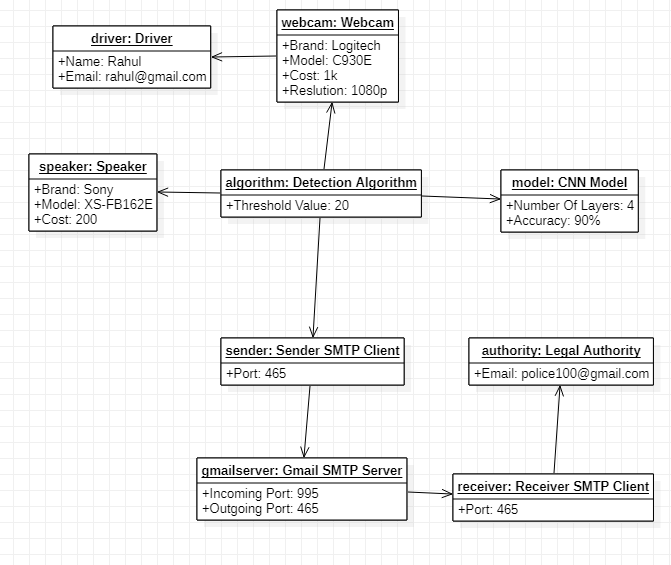 webcam: Webcam
+Brand: Logitech
+Model: C930E
+Cost: 1k
+Reslution: 1080p
driver: Driver
+Name: Rahul
+Email: rahul@gmail.com
speaker: Speaker
+Brand: Sony
+Model: XS-FB162E
+Cost: 200
algorithm: Detection Algorithm
+Threshold Value: 20
model: CNN Model
+Number Of Layers: 4
+Accuracy: 90%
sender: Sender SMTP Client
+Port: 465
authority: Legal Authority
+Email: police100@gmail.com
gmailserver: Gmail SMTP Server
+Incoming Port: 995
+Outgoing Port: 465
receiver: Receiver SMTP Client
+Port: 465